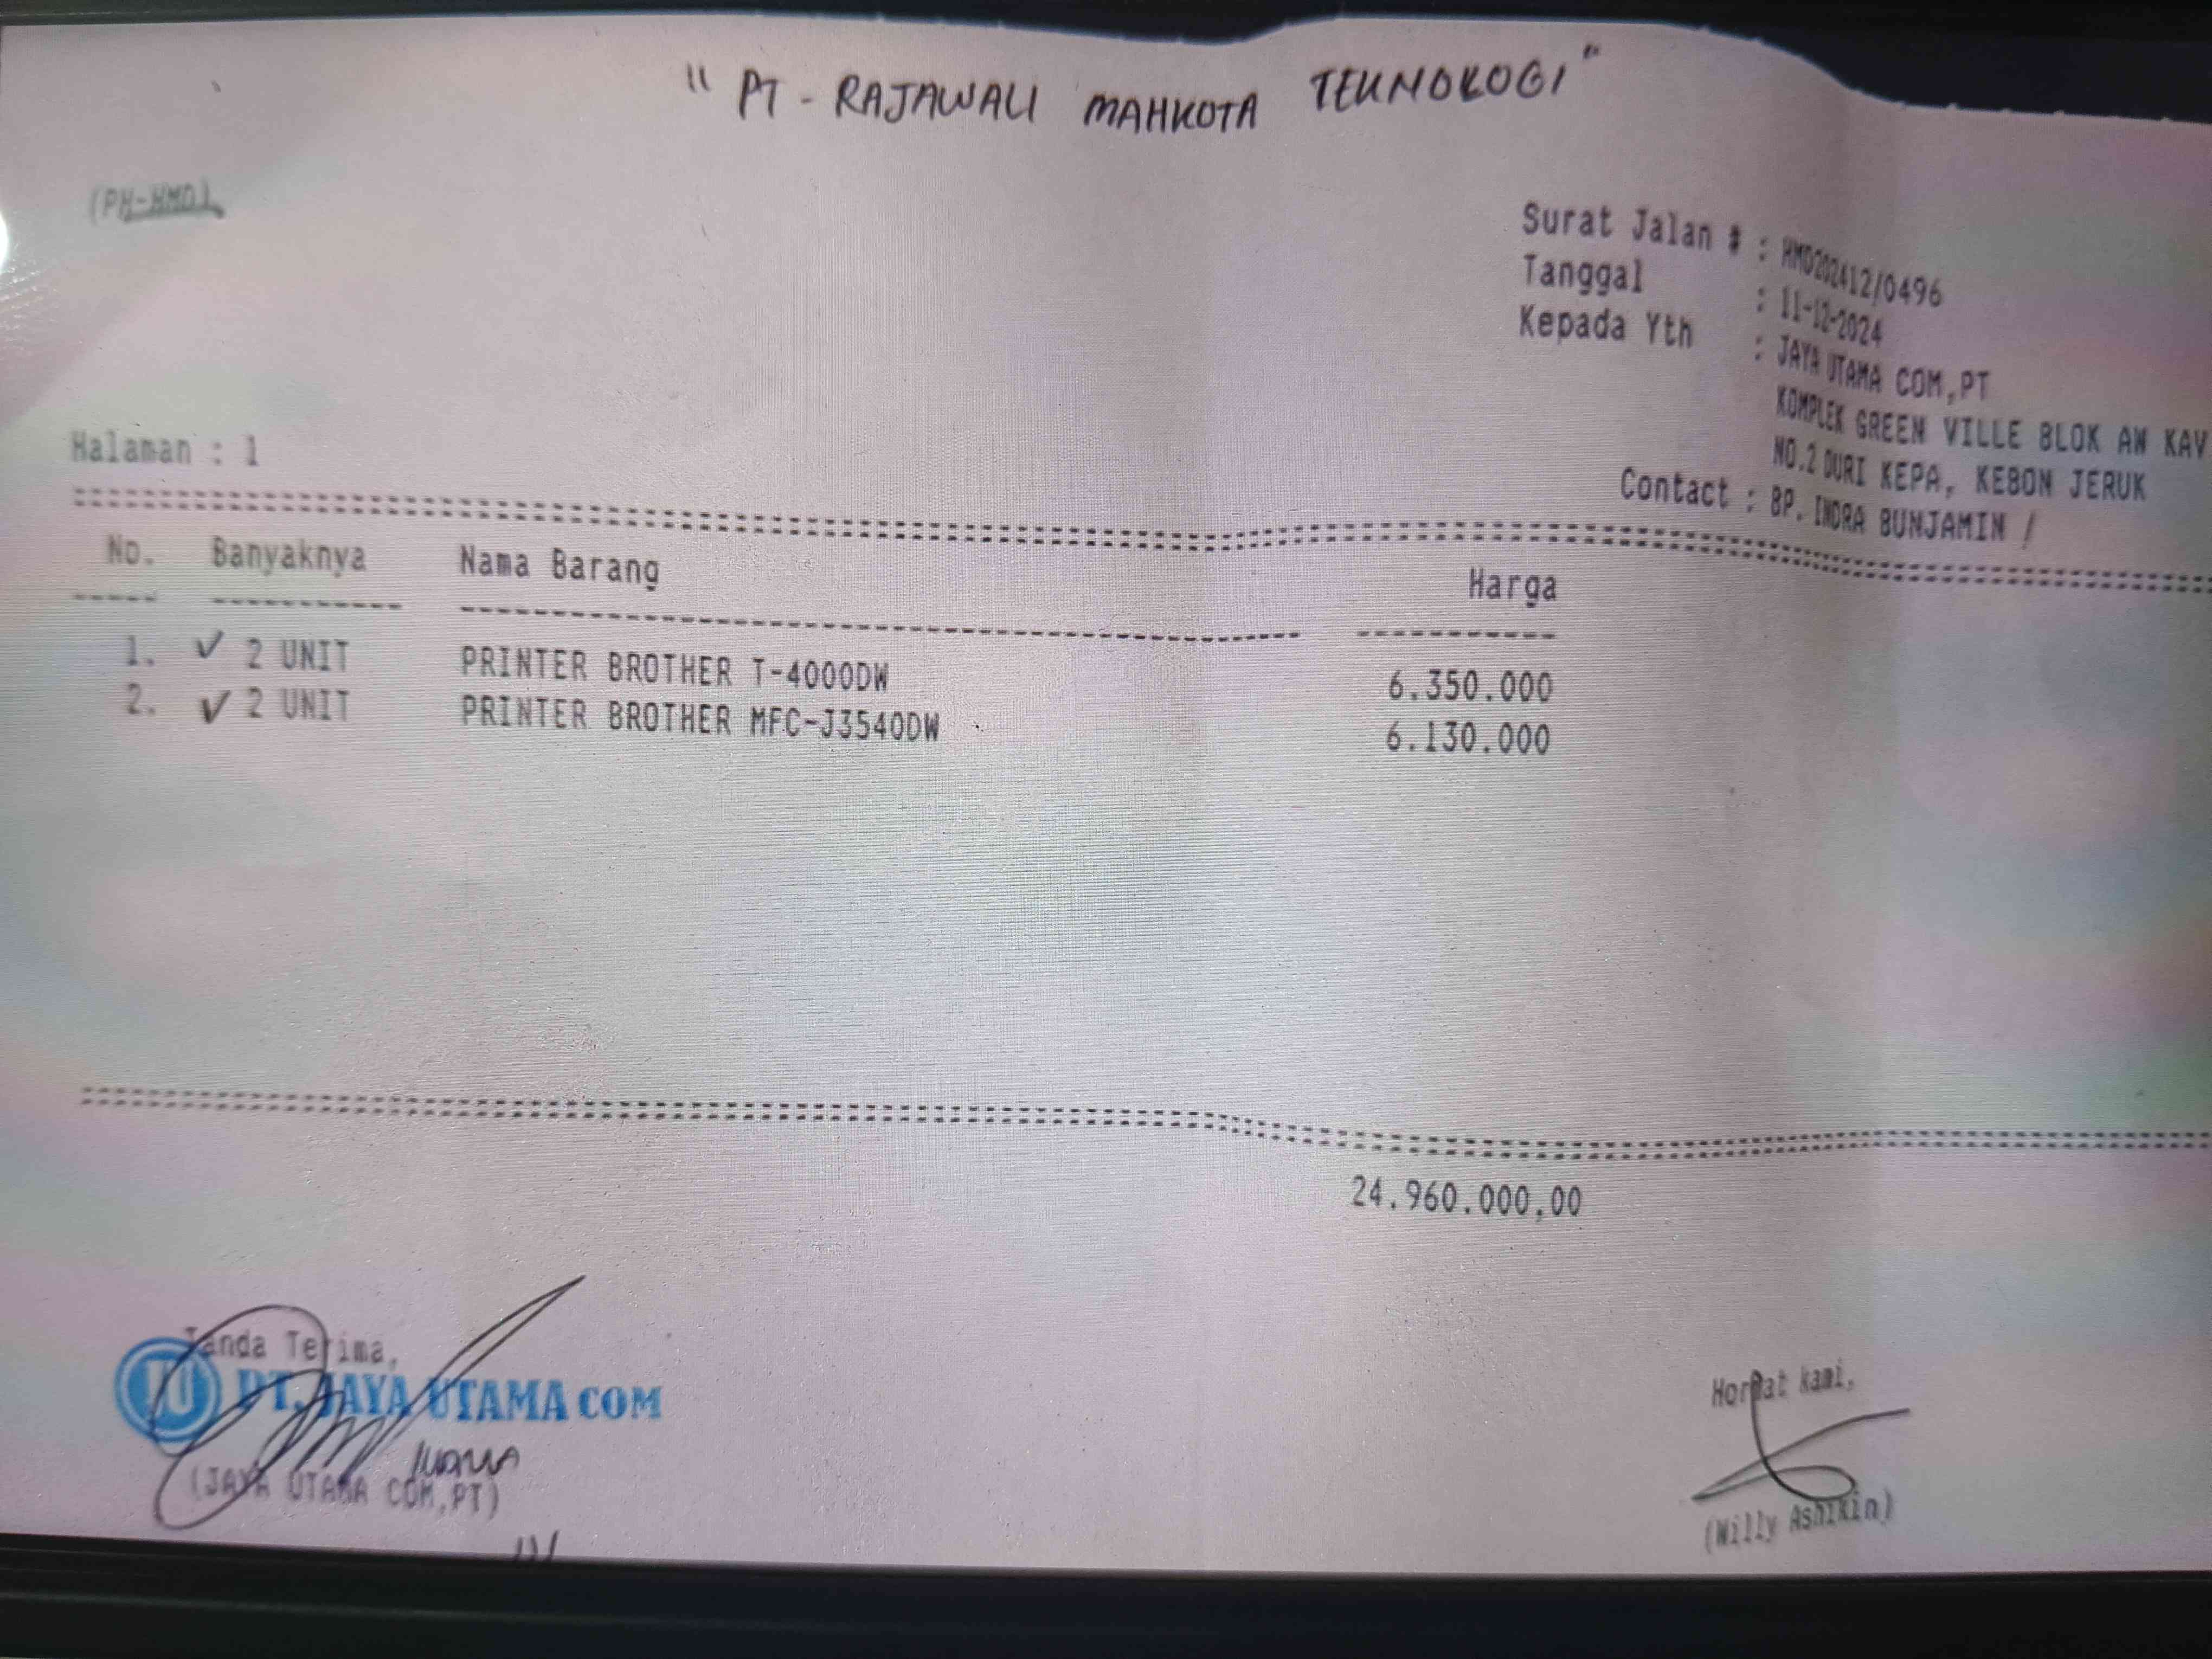 " PT - RAJAWALI MAHKOTA TEKNOLOGI "
(PH-HMD)
Surat Jalan # : HMD202412/0496
Tanggal : 11-12-2024
Kepada Yth : JAYA UTAMA COM,PT
KOMPLEK GREEN VILLE BLOK AW KAV
NO.2 DURI KEPA, KEBON JERUK
Halaman : 1
Contact : BP. INDRA BUNJAMIN /
No. Banyaknya Nama Barang Harga
1. ✓ 2 UNIT PRINTER BROTHER T-4000DW 6.350.000
2. ✓ 2 UNIT PRINTER BROTHER MFC-J3540DW 6.130.000
24.960.000,00
Tanda Terima,
PT. JAYA UTAMA COM
(JAYA UTAMA COM,PT)
Hormat kami,
(Willy Ashikin)